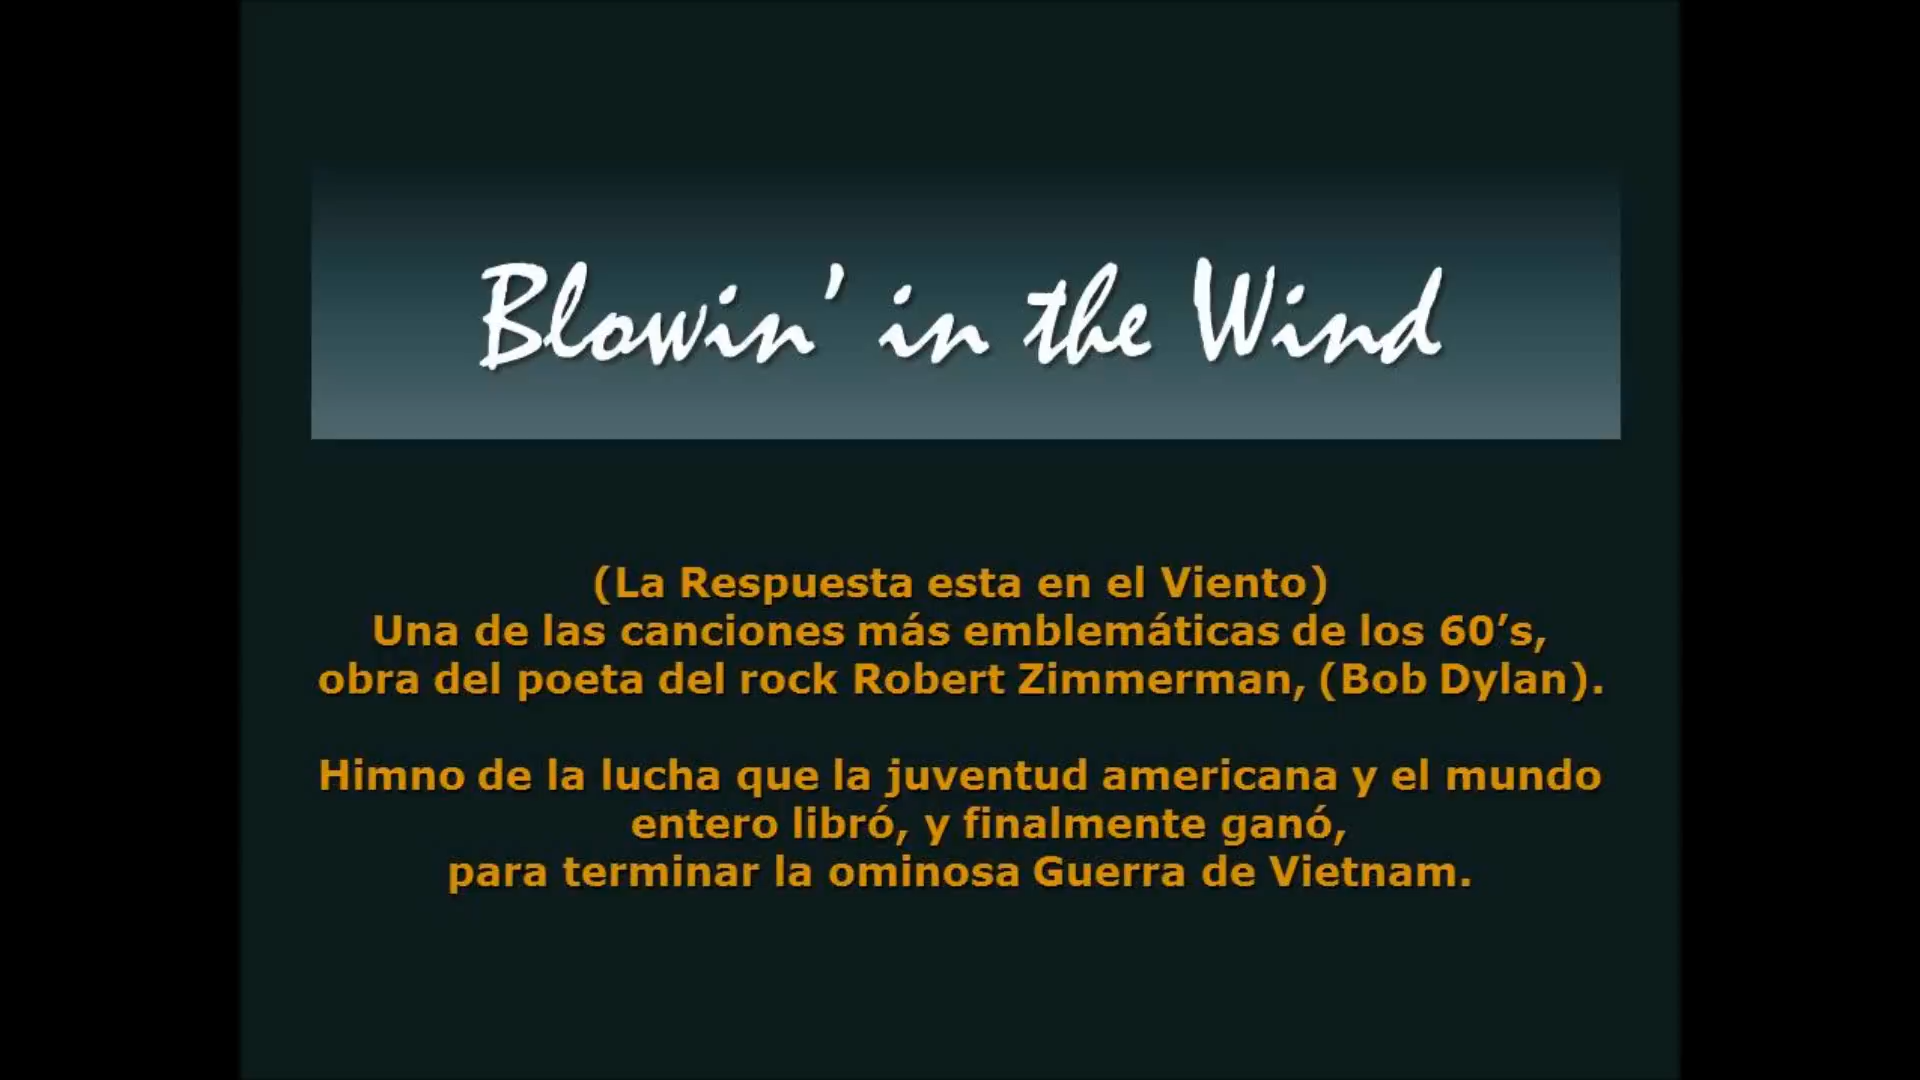 Blowin’ in the Wind
(La Respuesta esta en el Viento)
Una de las canciones más emblemáticas de los 60’s,
obra del poeta del rock Robert Zimmerman, (Bob Dylan).
Himno de la lucha que la juventud americana y el mundo
entero libró, y finalmente ganó,
para terminar la ominosa Guerra de Vietnam.